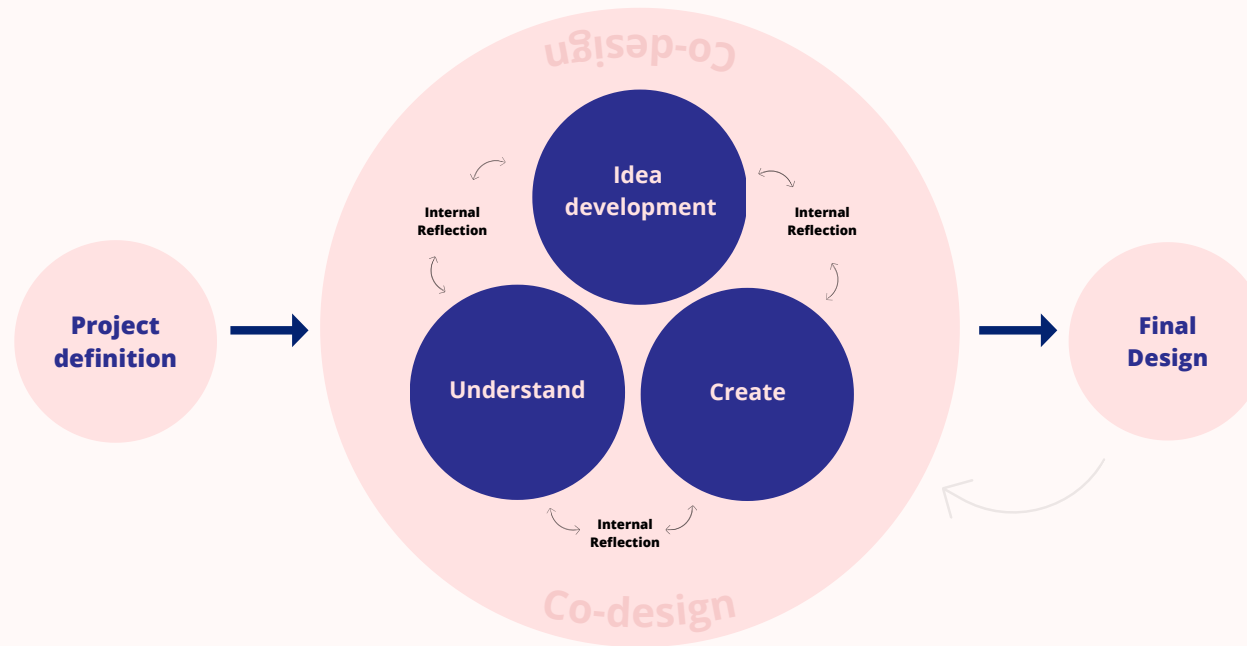 Co-design
Idea
development
Internal
Reflection
Internal
Reflection
Project
definition
Final
Design
Understand
Create
Internal
Reflection
Co-design